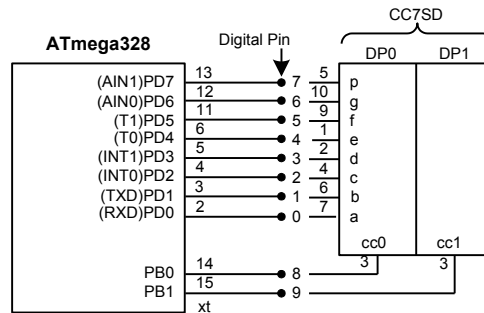 CC7SD
ATmega328 Digital Pin DP0 DP1
(AIN1)PD7 13 7 5 p
(AIN0)PD6 12 6 10 g
(T1)PD5 11 5 9 f
(T0)PD4 6 4 1 e
(INT1)PD3 5 3 2 d
(INT0)PD2 4 2 4 c
(TXD)PD1 3 1 6 b
(RXD)PD0 2 0 7 a
cc0 cc1
3 3
PB0 14 8
PB1 15 9
xt